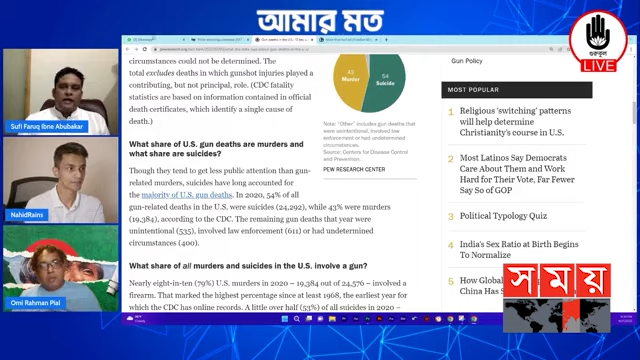 আমার মত
গুরুকুল
LIVE
Sufi Faruq Ibne Abubakar
NahidRains
Omi Rahman Pial
circumstances could not be determined. The
total excludes deaths in which gunshot injuries played a
contributing, but not principal, role. (CDC fatality
statistics are based on information contained in official
death certificates, which identify a single cause of
death.)
What share of U.S. gun deaths are murders and
what share are suicides?
Though they tend to get less public attention than gun-
related murders, suicides have long accounted for
the majority of U.S. gun deaths. In 2020, 54% of all
gun-related deaths in the U.S. were suicides (24,292), while 43% were murders
(19,384), according to the CDC. The remaining gun deaths that year were
unintentional (535), involved law enforcement (611) or had undetermined
circumstances (400).
What share of all murders and suicides in the U.S. involve a gun?
Nearly eight-in-ten (79%) U.S. murders in 2020 – 19,384 out of 24,576 – involved
a firearm. That marked the highest percentage since at least 1968, the earliest year for
which the CDC has online records. A little over half (53%) of all suicides in 2020 –
43
Murder
54
Suicide
Note: "Other" includes gun deaths
that were unintentional, involved law
enforcement or had undetermined
circumstances.
Source: Centers for Disease Control
and Prevention.
PEW RESEARCH CENTER
Gun Policy
MOST POPULAR
1 Religious 'switching' patterns
will help determine
Christianity's course in U.S.
2 Most Latinos Say Democrats
Care About Them and Work
Hard for Their Vote, Far Fewer
Say So of GOP
3 Political Typology Quiz
4 India's Sex Ratio at Birth Begins
To Normalize
5 How Global
China Has
সময়